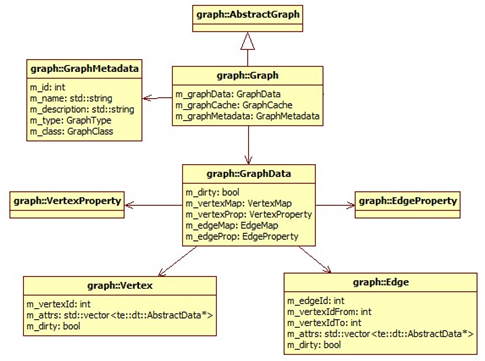 graph::AbstractGraph
graph::GraphMetadata
m_id: int
m_name: std::string
m_description: std::string
m_type: GraphType
m_class: GraphClass
graph::Graph
m_graphData: GraphData
m_graphCache: GraphCache
m_graphMetadata: GraphMetadata
graph::GraphData
m_dirty: bool
m_vertexMap: VertexMap
m_vertexProp: VertexProperty
m_edgeMap: EdgeMap
m_edgeProp: EdgeProperty
graph::VertexProperty
graph::EdgeProperty
graph::Vertex
m_vertexId: int
m_attrs: std::vector<te::dt::AbstractData*>
m_dirty: bool
graph::Edge
m_edgeId: int
m_vertexIdFrom: int
m_vertexIdTo: int
m_attrs: std::vector<te::dt::AbstractData*>
m_dirty: bool